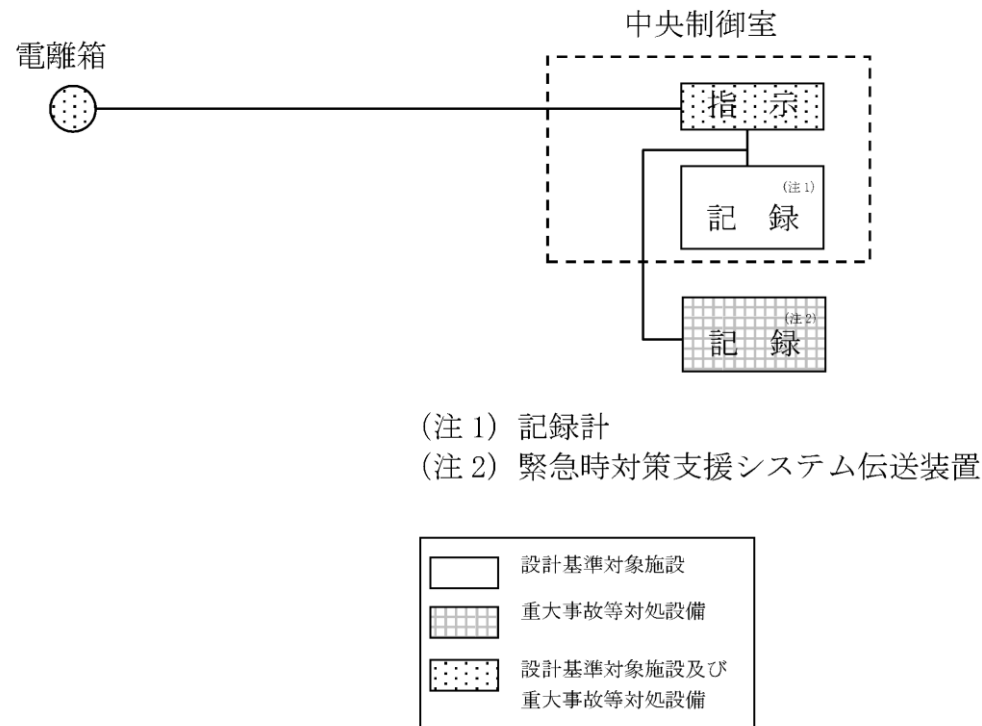 中央制御室
電離箱
指 示
(注1)
記 録
(注2)
記 録
(注1) 記録計
(注2) 緊急時対策支援システム伝送装置
設計基準対象施設
重大事故等対処設備
設計基準対象施設及び
重大事故等対処設備